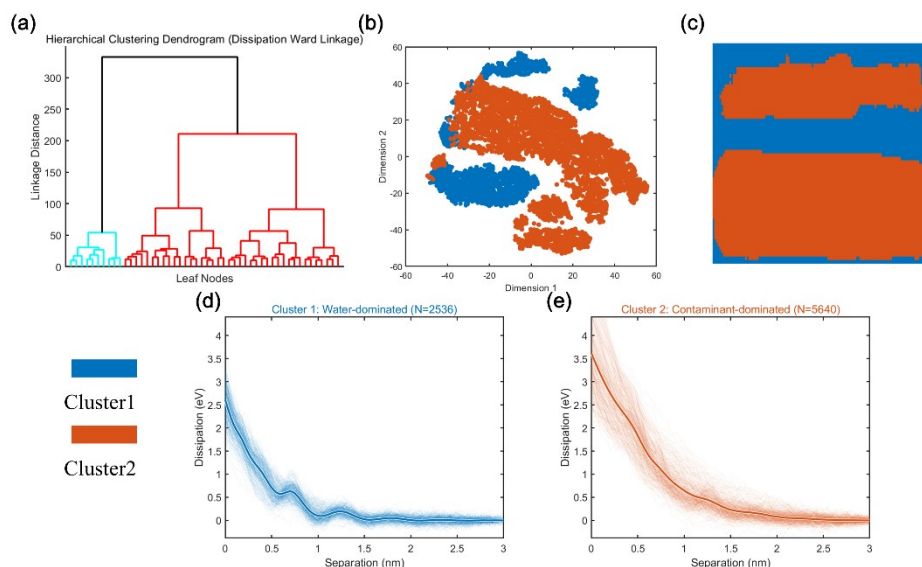 (a)
Hierarchical Clustering Dendrogram (Dissipation Ward Linkage)
Linkage Distance
300
250
200
150
100
50
0
Leaf Nodes
(b)
Dimension 2
60
40
20
0
-20
-40
-60
-60 -40 -20 0 20 40 60
Dimension 1
(c)
Cluster1
Cluster2
(d)
Cluster 1: Water-dominated (N=2536)
Dissipation (eV)
4
3.5
3
2.5
2
1.5
1
0.5
0
0 0.5 1 1.5 2 2.5 3
Separation (nm)
(e)
Cluster 2: Contaminant-dominated (N=5640)
Dissipation (eV)
4
3.5
3
2.5
2
1.5
1
0.5
0
0 0.5 1 1.5 2 2.5 3
Separation (nm)